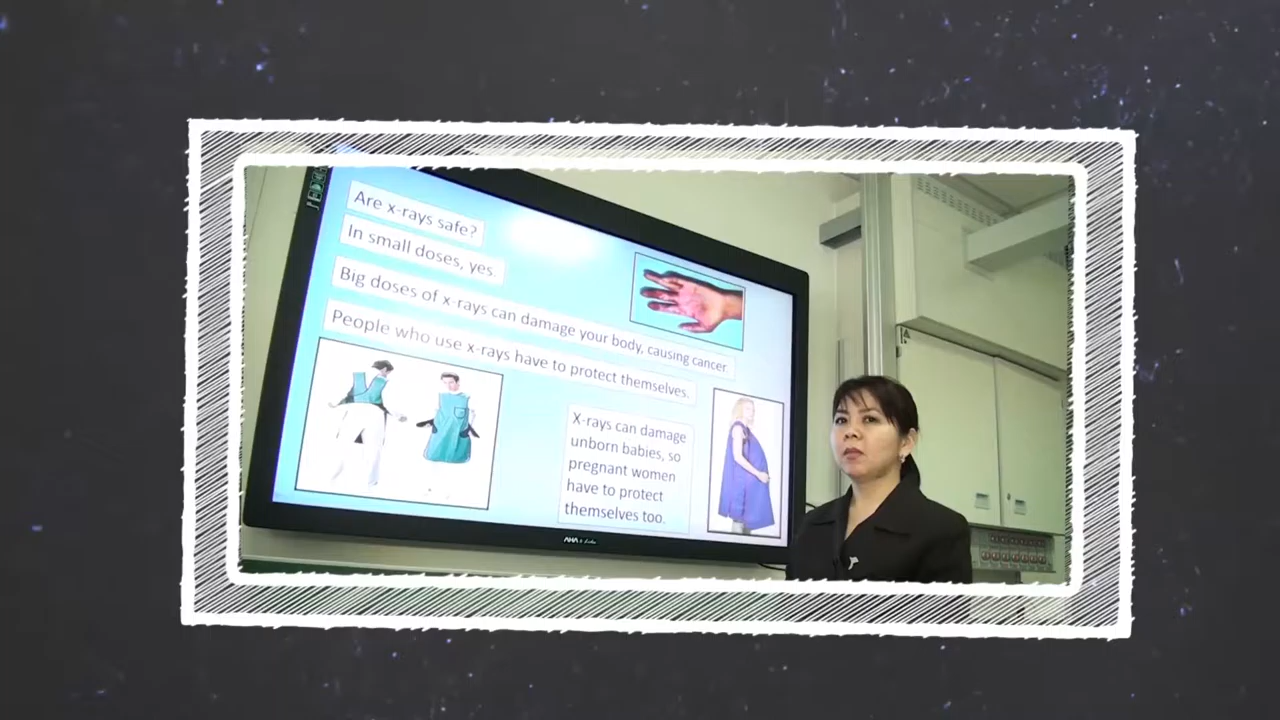 Are x-rays safe?
In small doses, yes.
Big doses of x-rays can damage your body, causing cancer.
People who use x-rays have to protect themselves.
X-rays can damage
unborn babies, so
pregnant women
have to protect
themselves too.